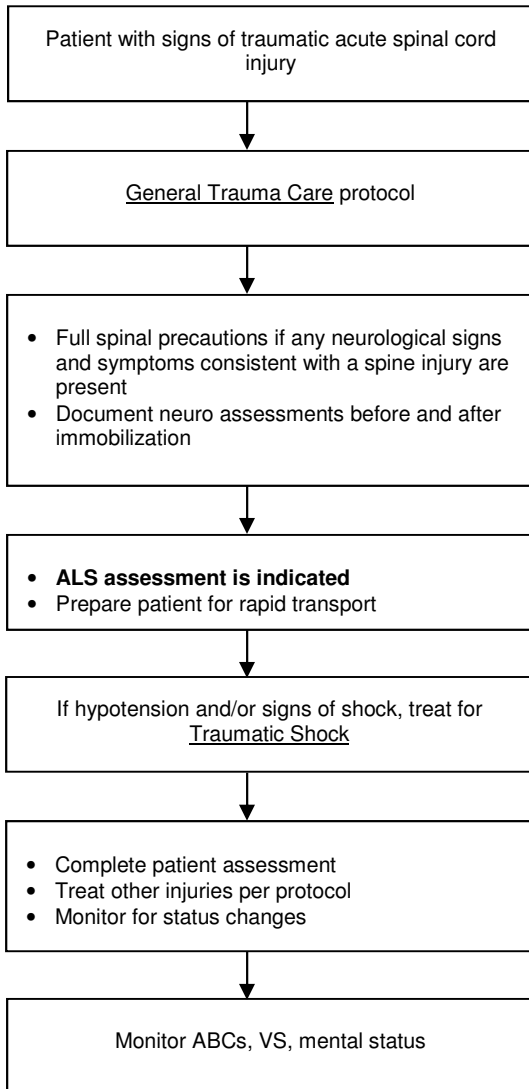 Patient with signs of traumatic acute spinal cord
injury
General Trauma Care protocol
• Full spinal precautions if any neurological signs
and symptoms consistent with a spine injury are
present
• Document neuro assessments before and after
immobilization
• ALS assessment is indicated
• Prepare patient for rapid transport
If hypotension and/or signs of shock, treat for
Traumatic Shock
• Complete patient assessment
• Treat other injuries per protocol
• Monitor for status changes
Monitor ABCs, VS, mental status